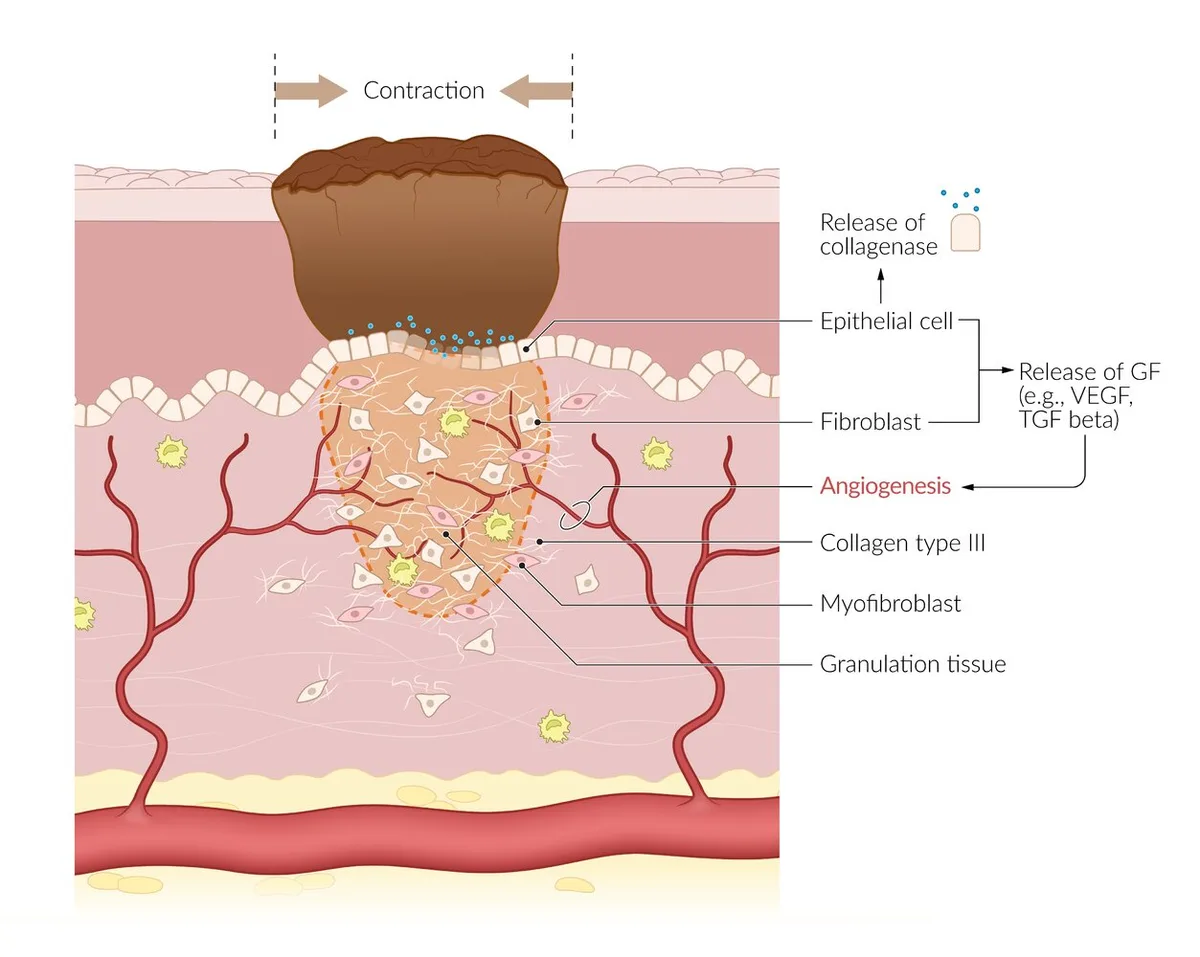 Contraction
Release of
collagenase
Epithelial cell
Release of GF
(e.g., VEGF,
TGF beta)
Fibroblast
Angiogenesis
Collagen type III
Myofibroblast
Granulation tissue